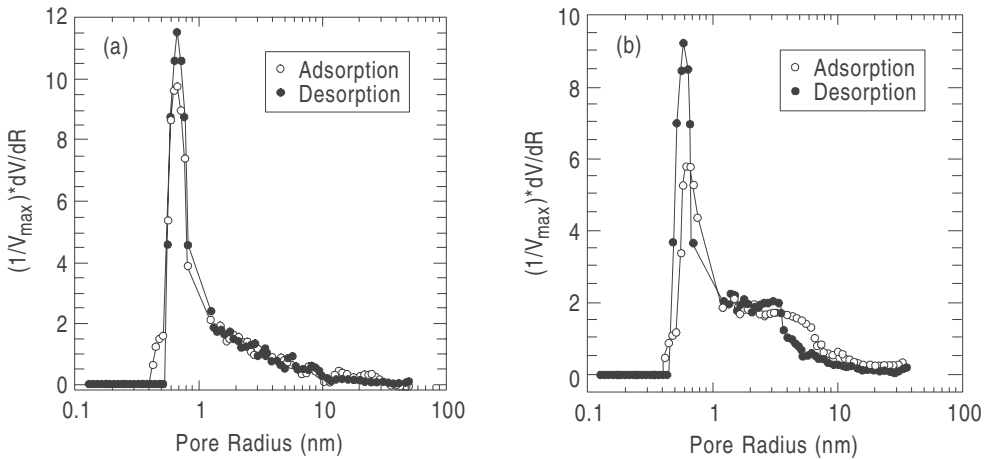 (a)
Adsorption
Desorption
12
10
8
6
4
2
0
0.1
1
10
100
Pore Radius (nm)
(1/Vmax)*dV/dR
(b)
Adsorption
Desorption
10
8
6
4
2
0
0.1
1
10
100
Pore Radius (nm)
(1/Vmax)*dV/dR